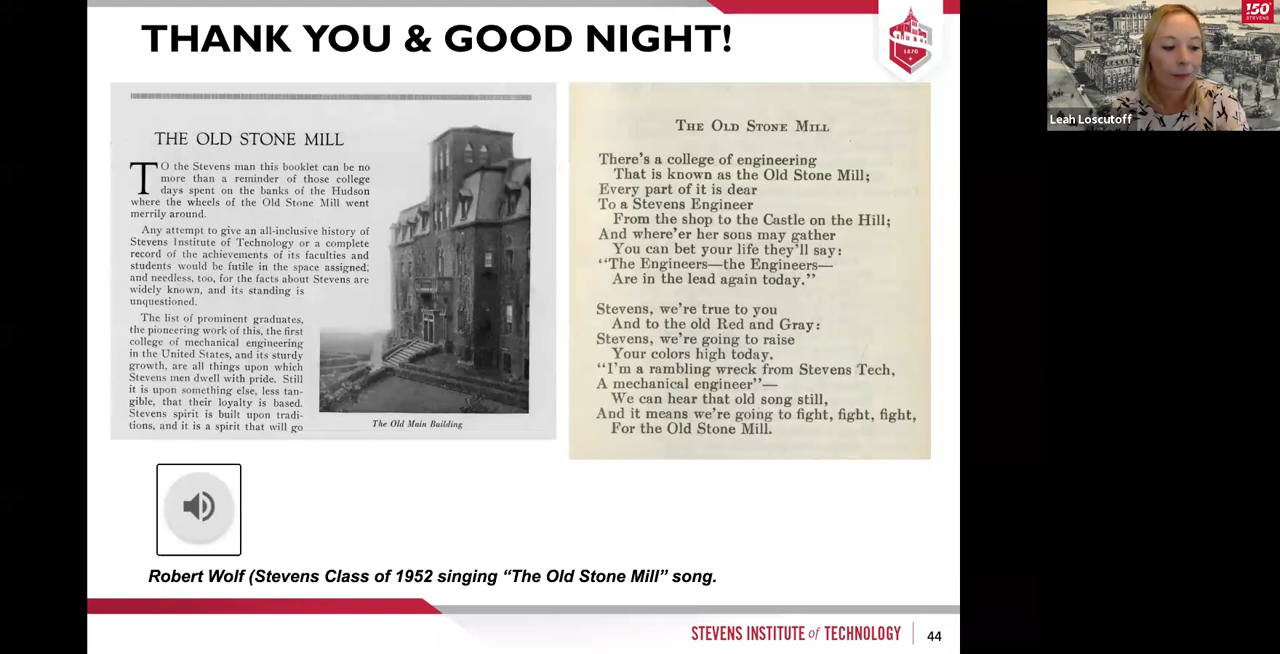 THANK YOU & GOOD NIGHT!
1870
150
STEVENS
Leah Loscutoff
THE OLD STONE MILL
TO the Stevens man this booklet can be no
more than a reminder of those college
days spent on the banks of the Hudson
where the wheels of the Old Stone Mill went
merrily around.
Any attempt to give an all-inclusive history of
Stevens Institute of Technology or a complete
record of the achievements of its faculties and
students would be futile in the space assigned;
and needless, too, for the facts about Stevens are
widely known, and its standing is
unquestioned.
The list of prominent graduates,
the pioneering work of this, the first
college of mechanical engineering
in the United States, and its sturdy
growth, are all things upon which
Stevens men dwell with pride. Still
it is upon something else, less tan-
gible, that their loyalty is based.
Stevens spirit is built upon tradi-
tions, and it is a spirit that will go
The Old Main Building
THE OLD STONE MILL
There's a college of engineering
That is known as the Old Stone Mill;
Every part of it is dear
To a Stevens Engineer
From the shop to the Castle on the Hill;
And where'er her sons may gather
You can bet your life they'll say:
"The Engineers—the Engineers—
Are in the lead again today."
Stevens, we're true to you
And to the old Red and Gray:
Stevens, we're going to raise
Your colors high today.
"I'm a rambling wreck from Stevens Tech,
A mechanical engineer"—
We can hear that old song still,
And it means we're going to fight, fight, fight,
For the Old Stone Mill.
Robert Wolf (Stevens Class of 1952 singing “The Old Stone Mill” song.
STEVENS INSTITUTE of TECHNOLOGY
44